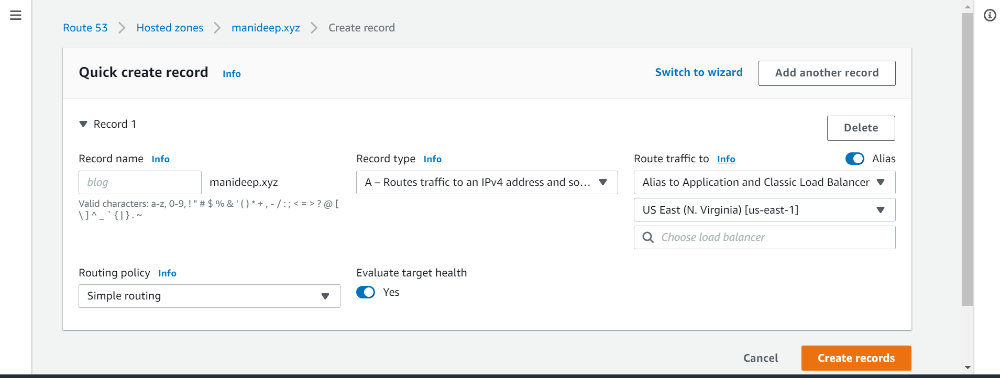 Route 53 Hosted zones manideep.xyz Create record
Quick create record Info Switch to wizard Add another record
Record 1 Delete
Record name Info
blog manideep.xyz
Valid characters: a-z, 0-9, ! " # $ % & ' ( ) * + , - / : ; < = > ? @ [
\ ] ^ _ ` { | } . ~
Record type Info
A – Routes traffic to an IPv4 address and so...
Route traffic to Info Alias
Alias to Application and Classic Load Balancer
US East (N. Virginia) [us-east-1]
Choose load balancer
Routing policy Info
Simple routing
Evaluate target health
Yes
Cancel Create records